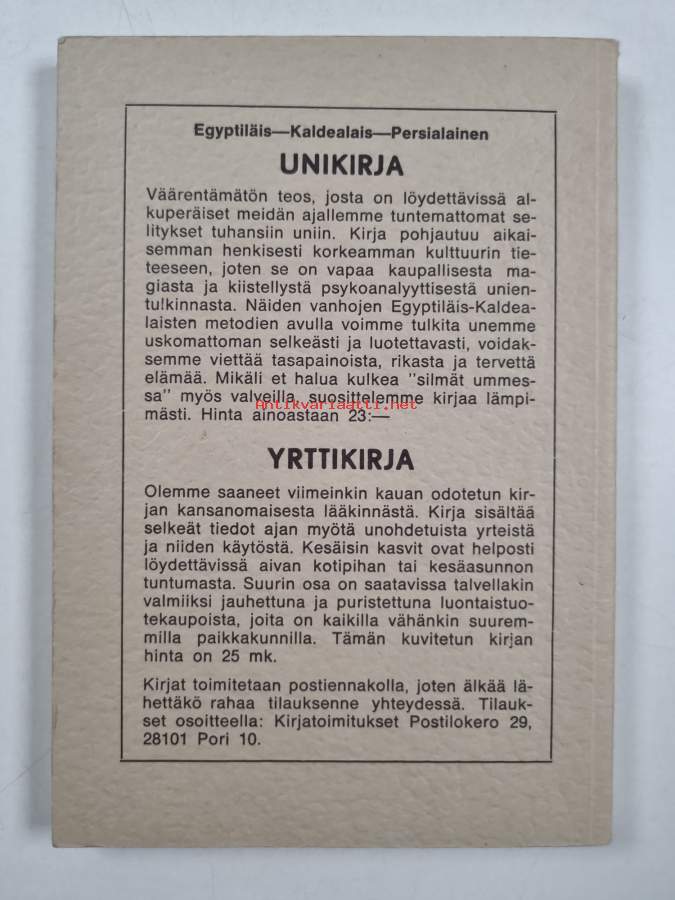 Egyptiläis—Kaldealais—Persialainen
UNIKIRJA
Väärentämätön teos, josta on löydettävissä al-
kuperäiset meidän ajallemme tuntemattomat se-
litykset tuhansiin uniin. Kirja pohjautuu aikai-
semman henkisesti korkeamman kulttuurin tie-
teeseen, joten se on vapaa kaupallisesta ma-
giasta ja kiistellystä psykoanalyyttisestä unien-
tulkinnasta. Näiden vanhojen Egyptiläis-Kaldea-
laisten metodien avulla voimme tulkita unemme
uskomattoman selkeästi ja luotettavasti, voidak-
semme viettää tasapainoista, rikasta ja tervettä
elämää. Mikäli et halua kulkea "silmät ummes-
sa" myös valveilla, suosittelemme kirjaa lämpi-
Antikvariaatti.net
mästi. Hinta ainoastaan 23:—
YRTTIKIRJA
Olemme saaneet viimeinkin kauan odotetun kir-
jan kansanomaisesta lääkinnästä. Kirja sisältää
selkeät tiedot ajan myötä unohdetuista yrteistä
ja niiden käytöstä. Kesäisin kasvit ovat helposti
löydettävissä aivan kotipihan tai kesäasunnon
tuntumasta. Suurin osa on saatavissa talvellakin
valmiiksi jauhettuna ja puristettuna luontaistuo-
tekaupoista, joita on kaikilla vähänkin suurem-
milla paikkakunnilla. Tämän kuvitetun kirjan
hinta on 25 mk.
Kirjat toimitetaan postiennakolla, joten älkää lä-
hettäkö rahaa tilauksenne yhteydessä. Tilauk-
set osoitteella: Kirjatoimitukset Postilokero 29,
28101 Pori 10.